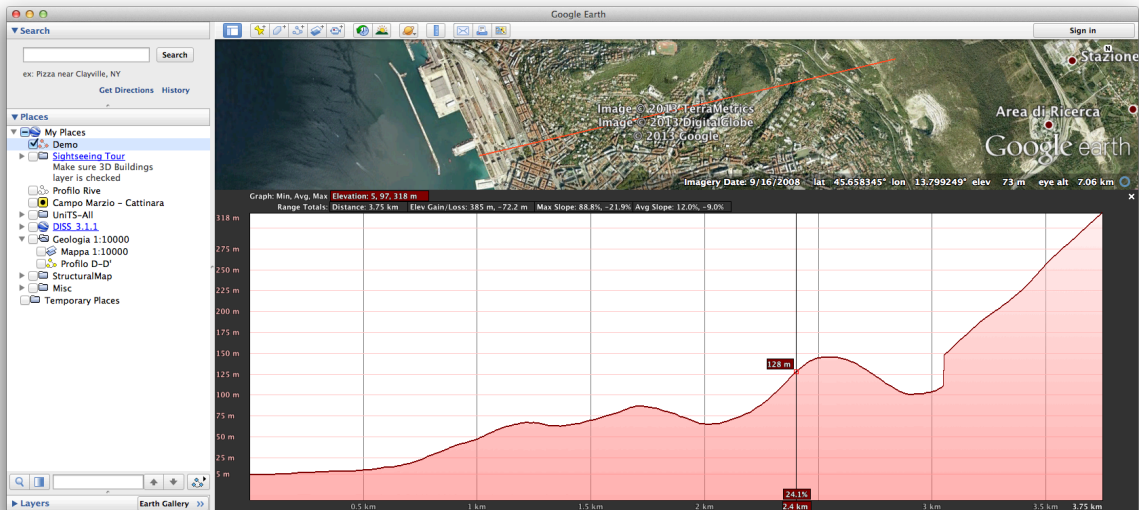 Google Earth
▼ Search
Search
ex: Pizza near Clayville, NY
Get Directions History
▼ Places
My Places
Demo
Sightseeing Tour
Make sure 3D Buildings
layer is checked
Profilo Rive
Campo Marzio - Cattinara
UniTS-All
DISS 3.1.1
Geologia 1:10000
Mappa 1:10000
Profilo D-D'
StructuralMap
Misc
Temporary Places
▶ Layers
Earth Gallery >>
Sign in
N
Stazione
Area di Ricerca
Image © 2013 TerraMetrics
Image © 2013 DigitalGlobe
© 2013 Google
Google earth
Imagery Date: 9/16/2008 lat 45.658345° lon 13.799249° elev 73 m eye alt 7.06 km
Graph: Min, Avg, Max Elevation: 5, 97, 318 m
Range Totals: Distance: 3.75 km Elev Gain/Loss: 385 m, -72.2 m Max Slope: 88.8%, -21.9% Avg Slope: 12.0%, -9.0%
318 m
275 m
250 m
225 m
200 m
175 m
150 m
128 m
100 m
75 m
50 m
25 m
5 m
24.1%
0.5 km 1 km 1.5 km 2 km 2.4 km 3 km 3.5 km 3.75 km